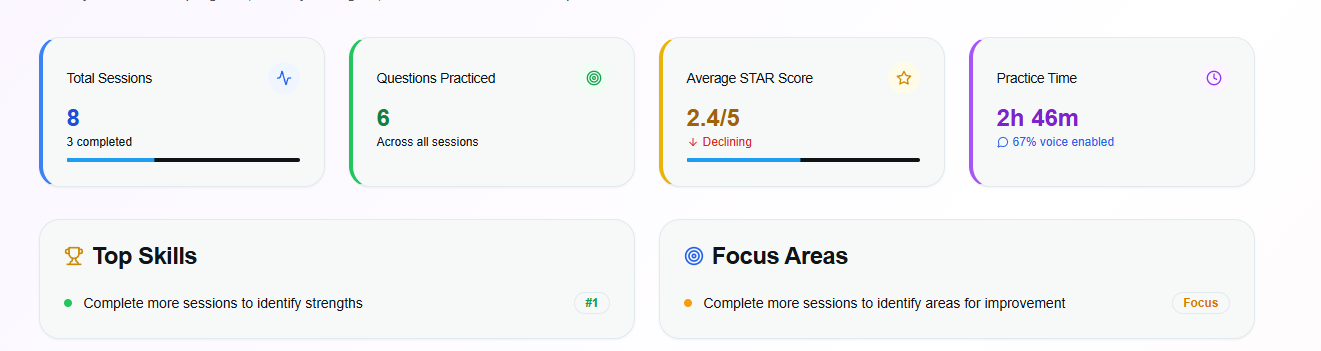 Total Sessions
8
3 completed
Questions Practiced
6
Across all sessions
Average STAR Score
2.4/5
↓ Declining
Practice Time
2h 46m
67% voice enabled
Top Skills
Complete more sessions to identify strengths
#1
Focus Areas
Complete more sessions to identify areas for improvement
Focus